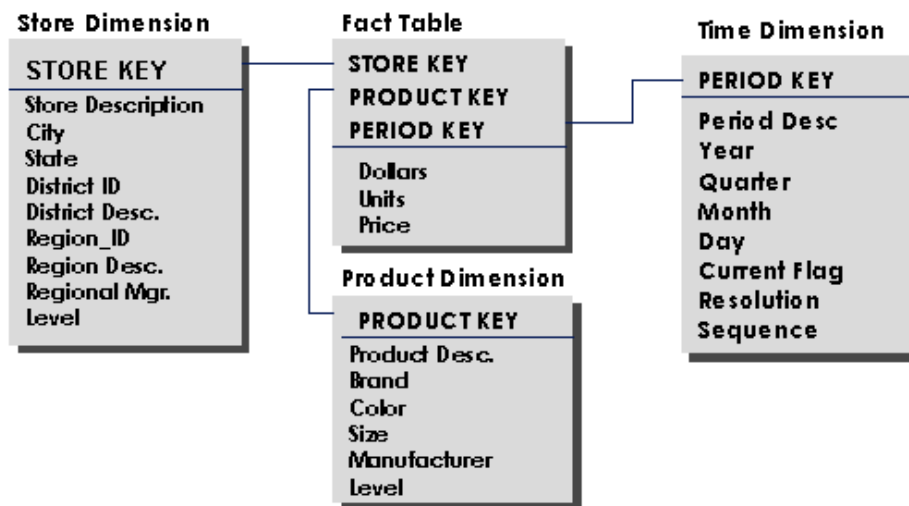 Store Dimension
STORE KEY
Store Description
City
State
District ID
District Desc.
Region_ID
Region Desc.
Regional Mgr.
Level
Fact Table
STORE KEY
PRODUCT KEY
PERIOD KEY
Dollars
Units
Price
Product Dimension
PRODUCT KEY
Product Desc.
Brand
Color
Size
Manufacturer
Level
Time Dimension
PERIOD KEY
Period Desc
Year
Quarter
Month
Day
Current Flag
Resolution
Sequence